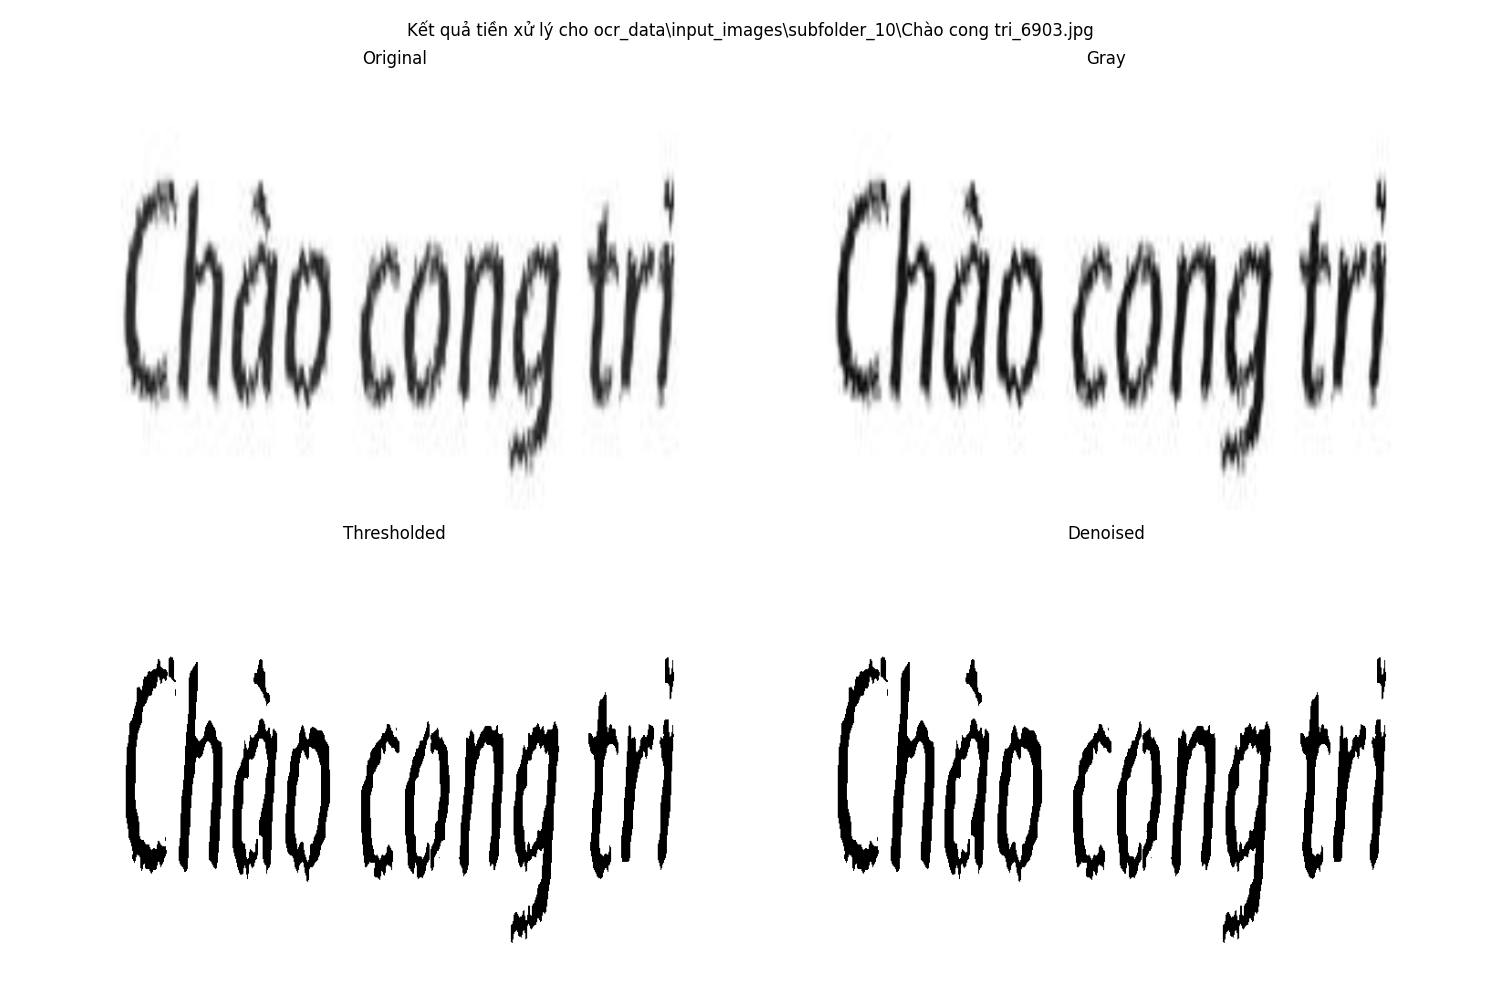 Kết quả tiền xử lý cho ocr_data\input_images\subfolder_10\Chào cong tri_6903.jpg
Original
Gray
Chào cong tri
Chào cong tri
Thresholded
Denoised
Chào cong tri
Chào cong tri